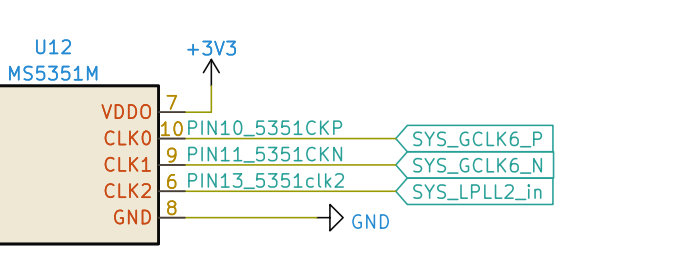 U12
MS5351M
+3V3
VDDO 7
CLK0 10 PIN10_5351CKP SYS_GCLK6_P
CLK1 9 PIN11_5351CKN SYS_GCLK6_N
CLK2 6 PIN13_5351clk2 SYS_LPLL2_in
GND 8 GND